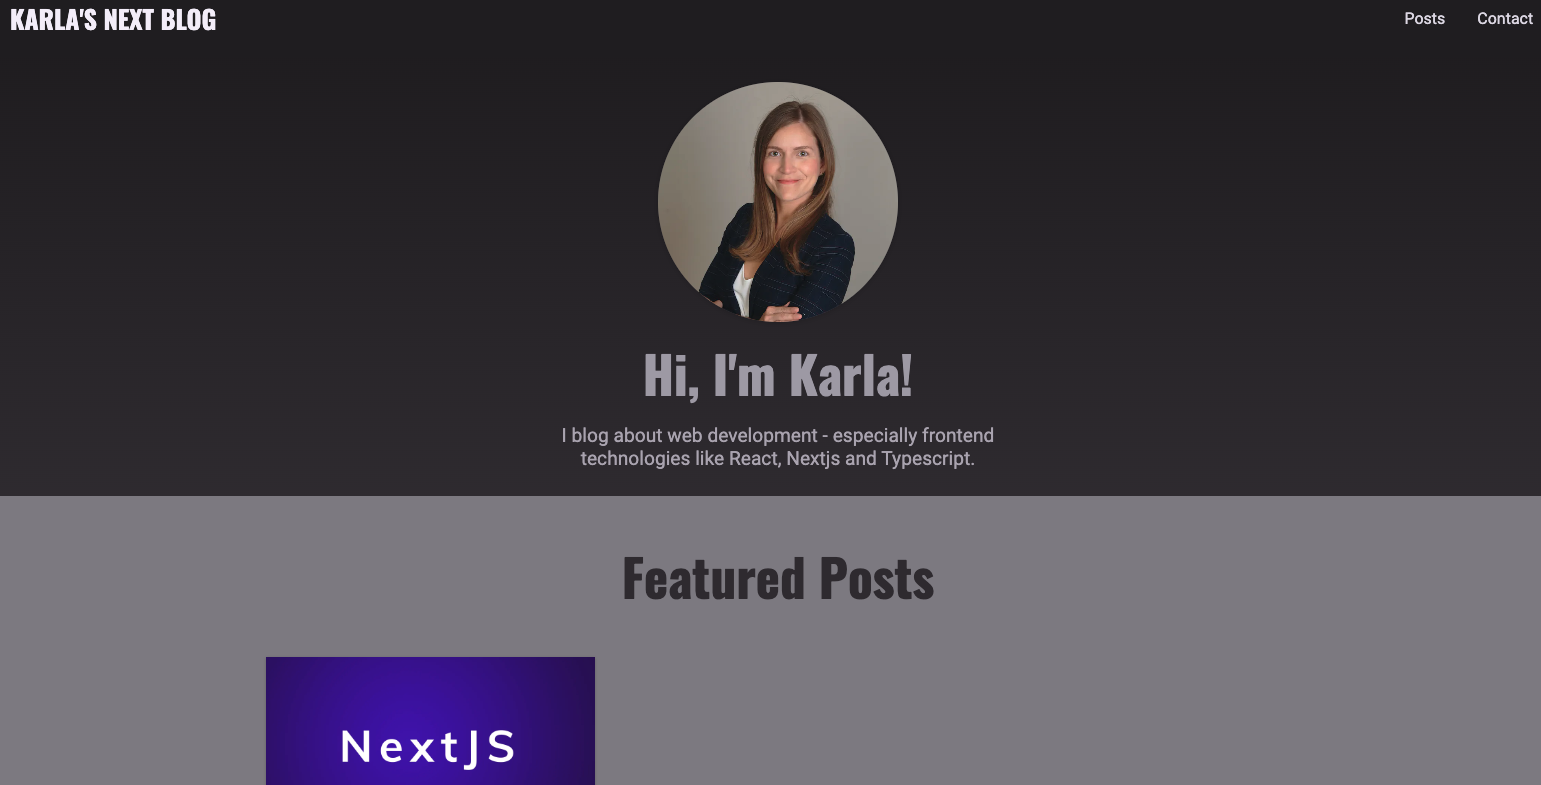 KARLA'S NEXT BLOG
Posts Contact
Hi, I'm Karla!
I blog about web development - especially frontend
technologies like React, Nextjs and Typescript.
Featured Posts
NextJS